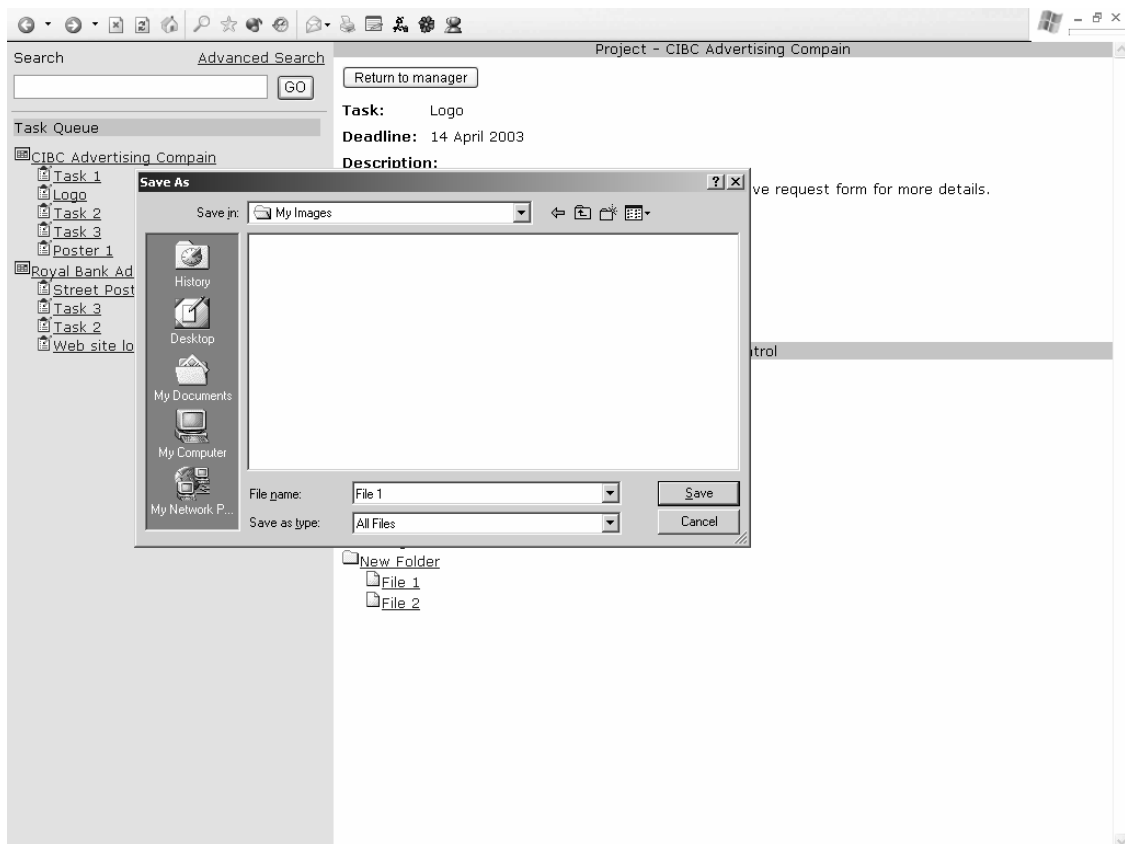 Project - CIBC Advertising Compain
Search
Advanced Search
GO
Task Queue
CIBC Advertising Compain
Task 1
Logo
Task 2
Task 3
Poster 1
Royal Bank Ad
Street Post
Task 3
Task 2
Web site lo
Return to manager
Task: Logo
Deadline: 14 April 2003
Description:
ve request form for more details.
trol
Save As
Save in: My Images
History
Desktop
My Documents
My Computer
My Network P...
File name: File 1
Save
Save as type: All Files
Cancel
New Folder
File 1
File 2